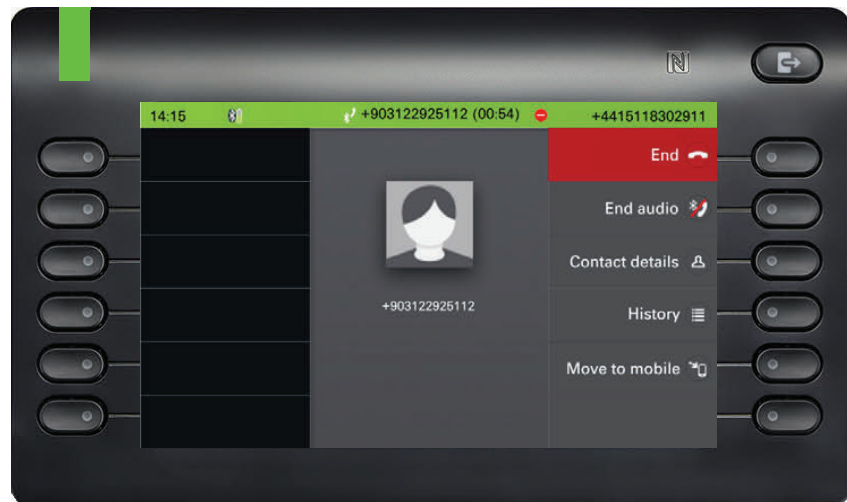 14:15
+903122925112 (00:54)
+4415118302911
End
End audio
Contact details
+903122925112
History
Move to mobile